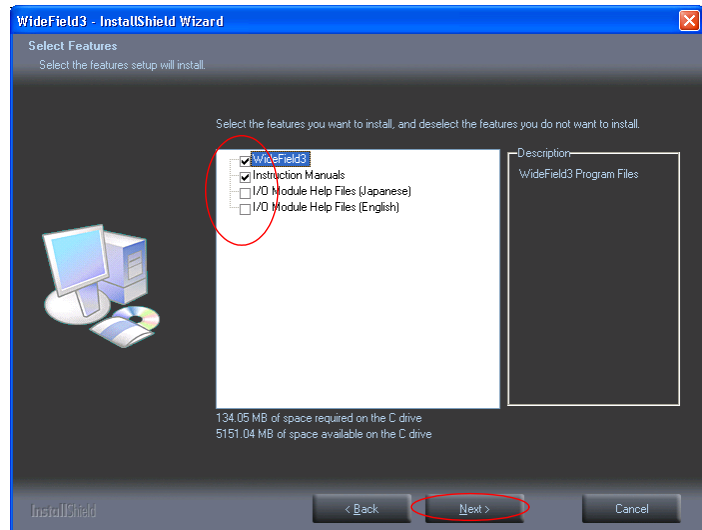 WideField3 - InstallShield Wizard
Select Features
Select the features setup will install.
Select the features you want to install, and deselect the features you do not want to install.
WideField3
Instruction Manuals
I/O Module Help Files (Japanese)
I/O Module Help Files (English)
Description
WideField3 Program Files
134.05 MB of space required on the C drive
5151.04 MB of space available on the C drive
InstallShield
< Back
Next >
Cancel